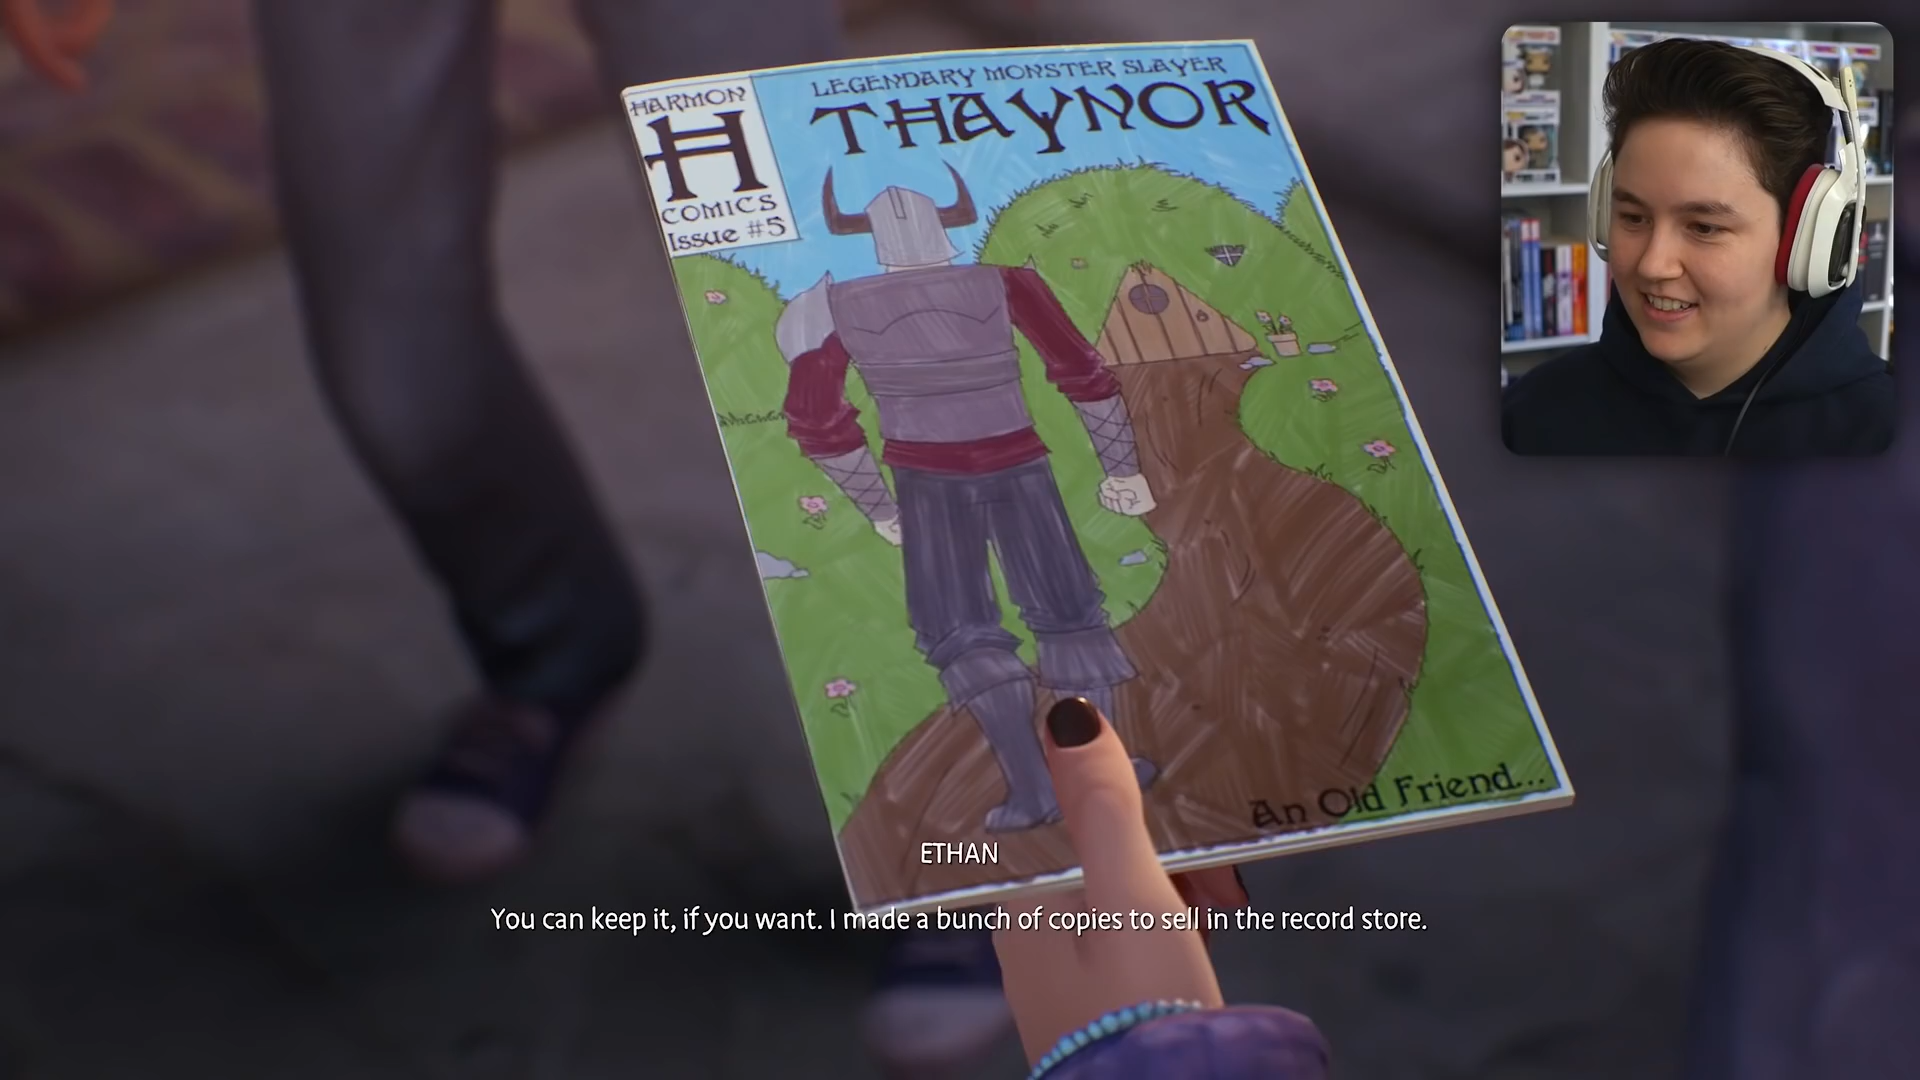 HARMON
H
COMICS
Issue #5
LEGENDARY MONSTER SLAYER
THAYNOR
An Old Friend...
ETHAN
You can keep it, if you want. I made a bunch of copies to sell in the record store.